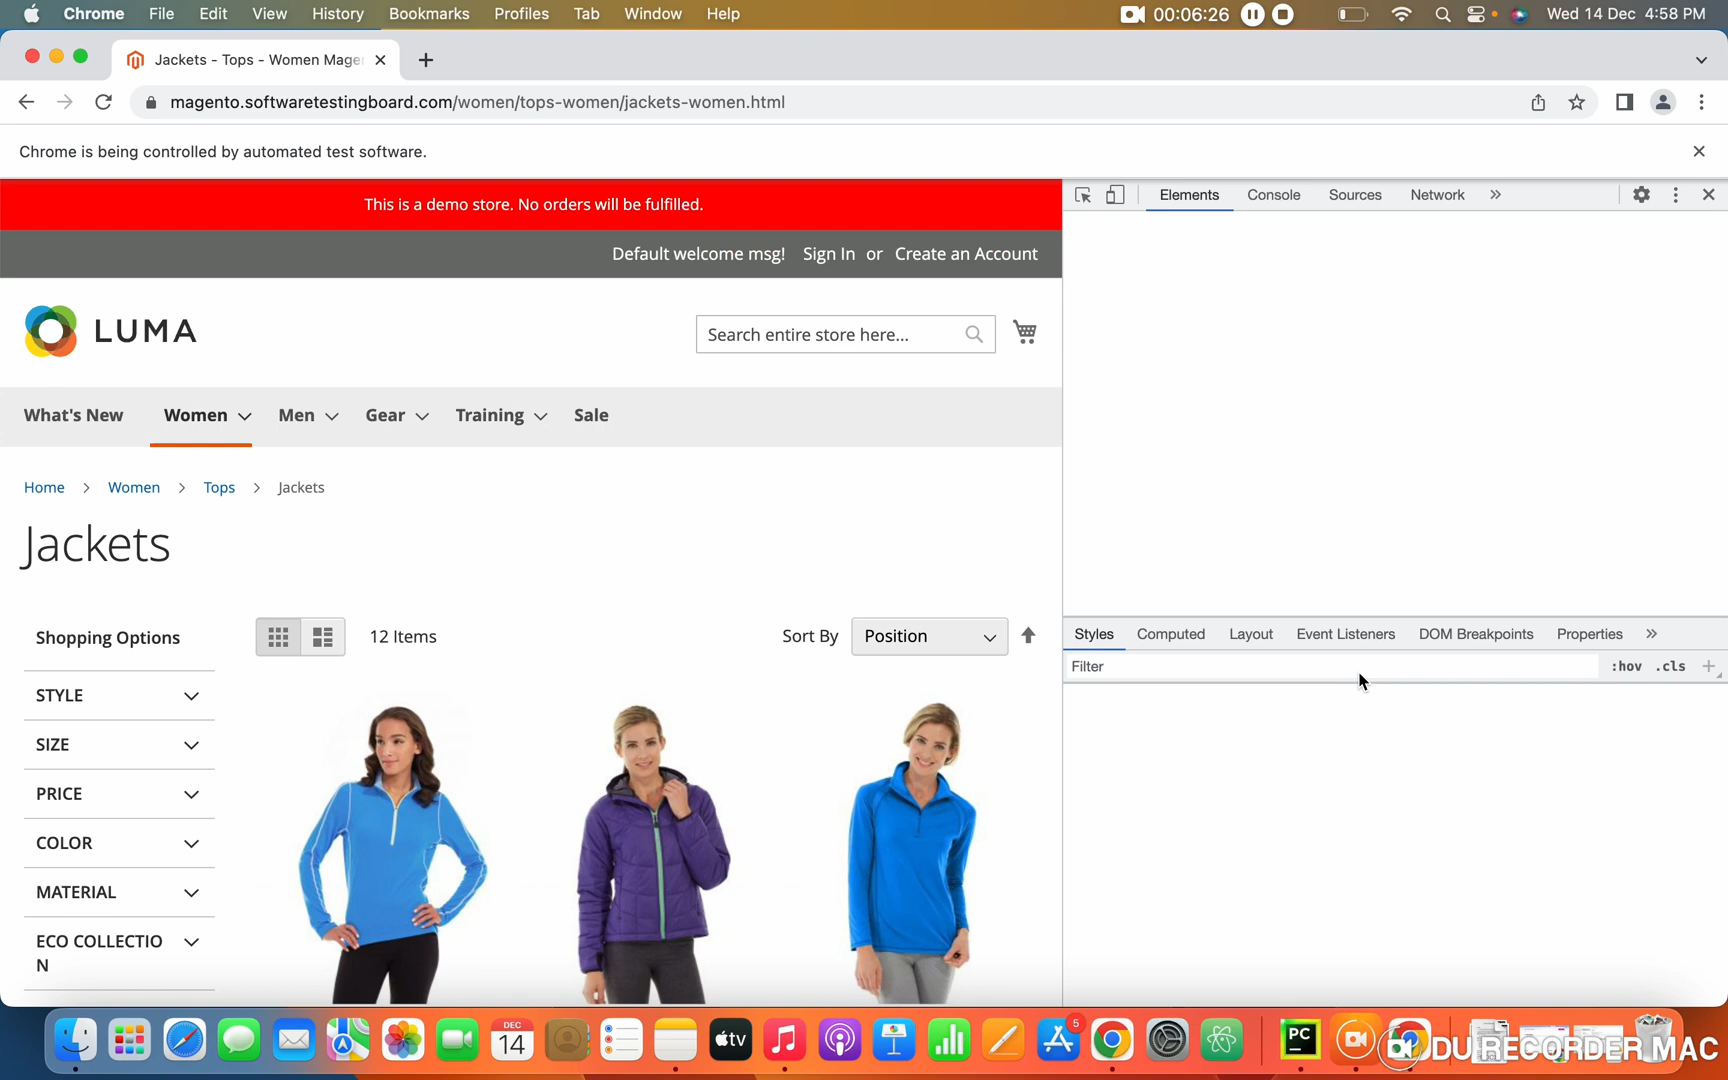 Chrome File Edit View History Bookmarks Profiles Tab Window Help 00:06:26 Wed 14 Dec 4:58 PM
Jackets - Tops - Women Mage
magento.softwaretestingboard.com/women/tops-women/jackets-women.html
Chrome is being controlled by automated test software.
This is a demo store. No orders will be fulfilled.
Elements Console Sources Network »
Default welcome msg! Sign In or Create an Account
LUMA
Search entire store here...
What's New Women Men Gear Training Sale
Home > Women > Tops > Jackets
Jackets
Shopping Options
12 Items
Sort By Position
Styles Computed Layout Event Listeners DOM Breakpoints Properties »
Filter :hov .cls +
STYLE
SIZE
PRICE
COLOR
MATERIAL
ECO COLLECTIO
N
DEC
14
tv
5
PC
DU RECORDER MAC